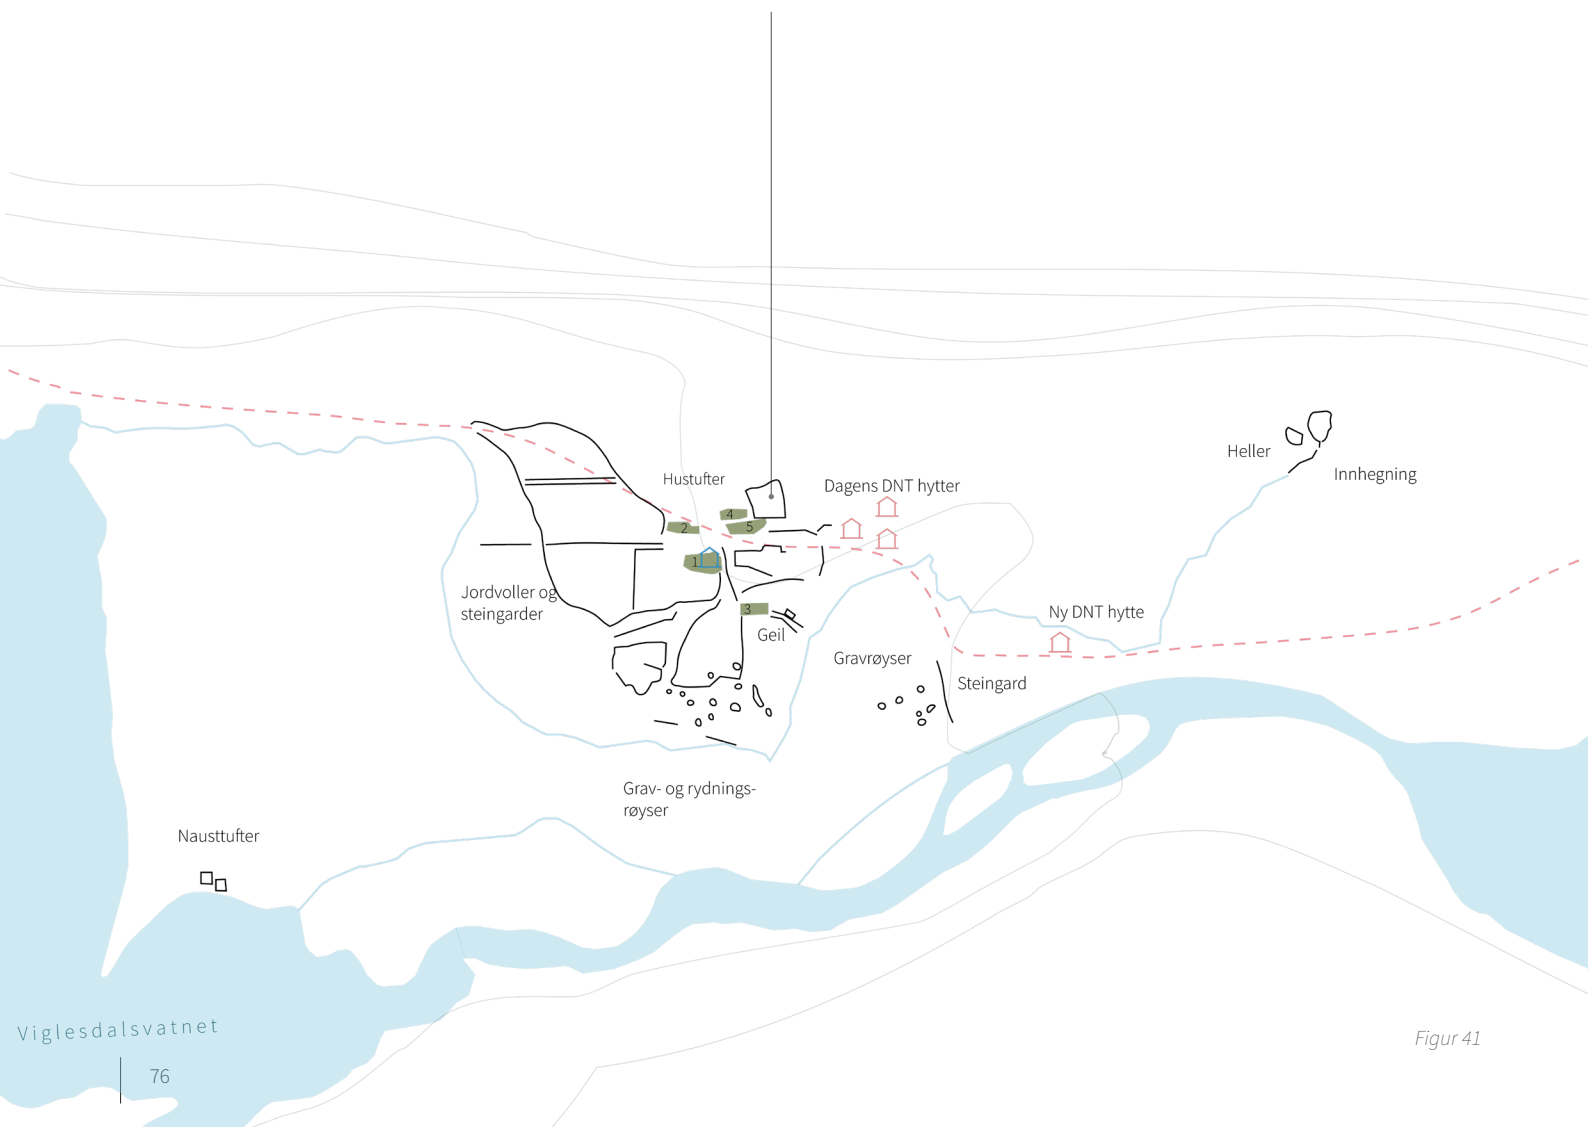 Heller
Innhegning
Hustufter
Dagens DNT hytter
4
2
5
1
Jordvoller og
steingarder
3
Geil
Ny DNT hytte
Gravrøyser
Steingard
Grav- og rydnings-
røyser
Nausttufter
Viglesdalsvatnet
Figur 41
76